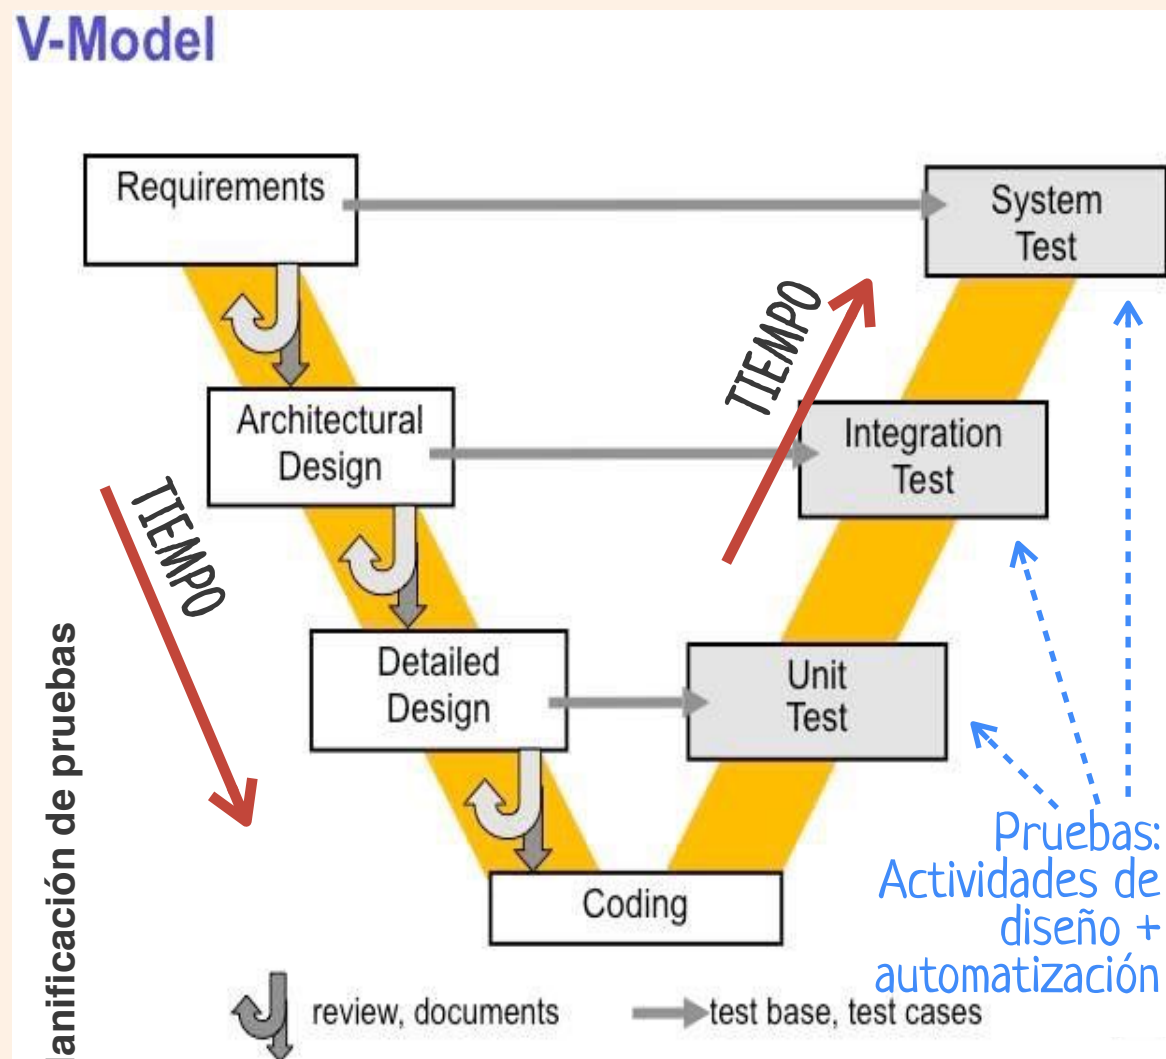 V-Model
Requirements
System
Test
TIEMPO
Architectural
Design
Integration
Test
TIEMPO
Detailed
Design
Unit
Test
lanificación de pruebas
Pruebas:
Actividades de
diseño +
automatización
Coding
review, documents
test base, test cases